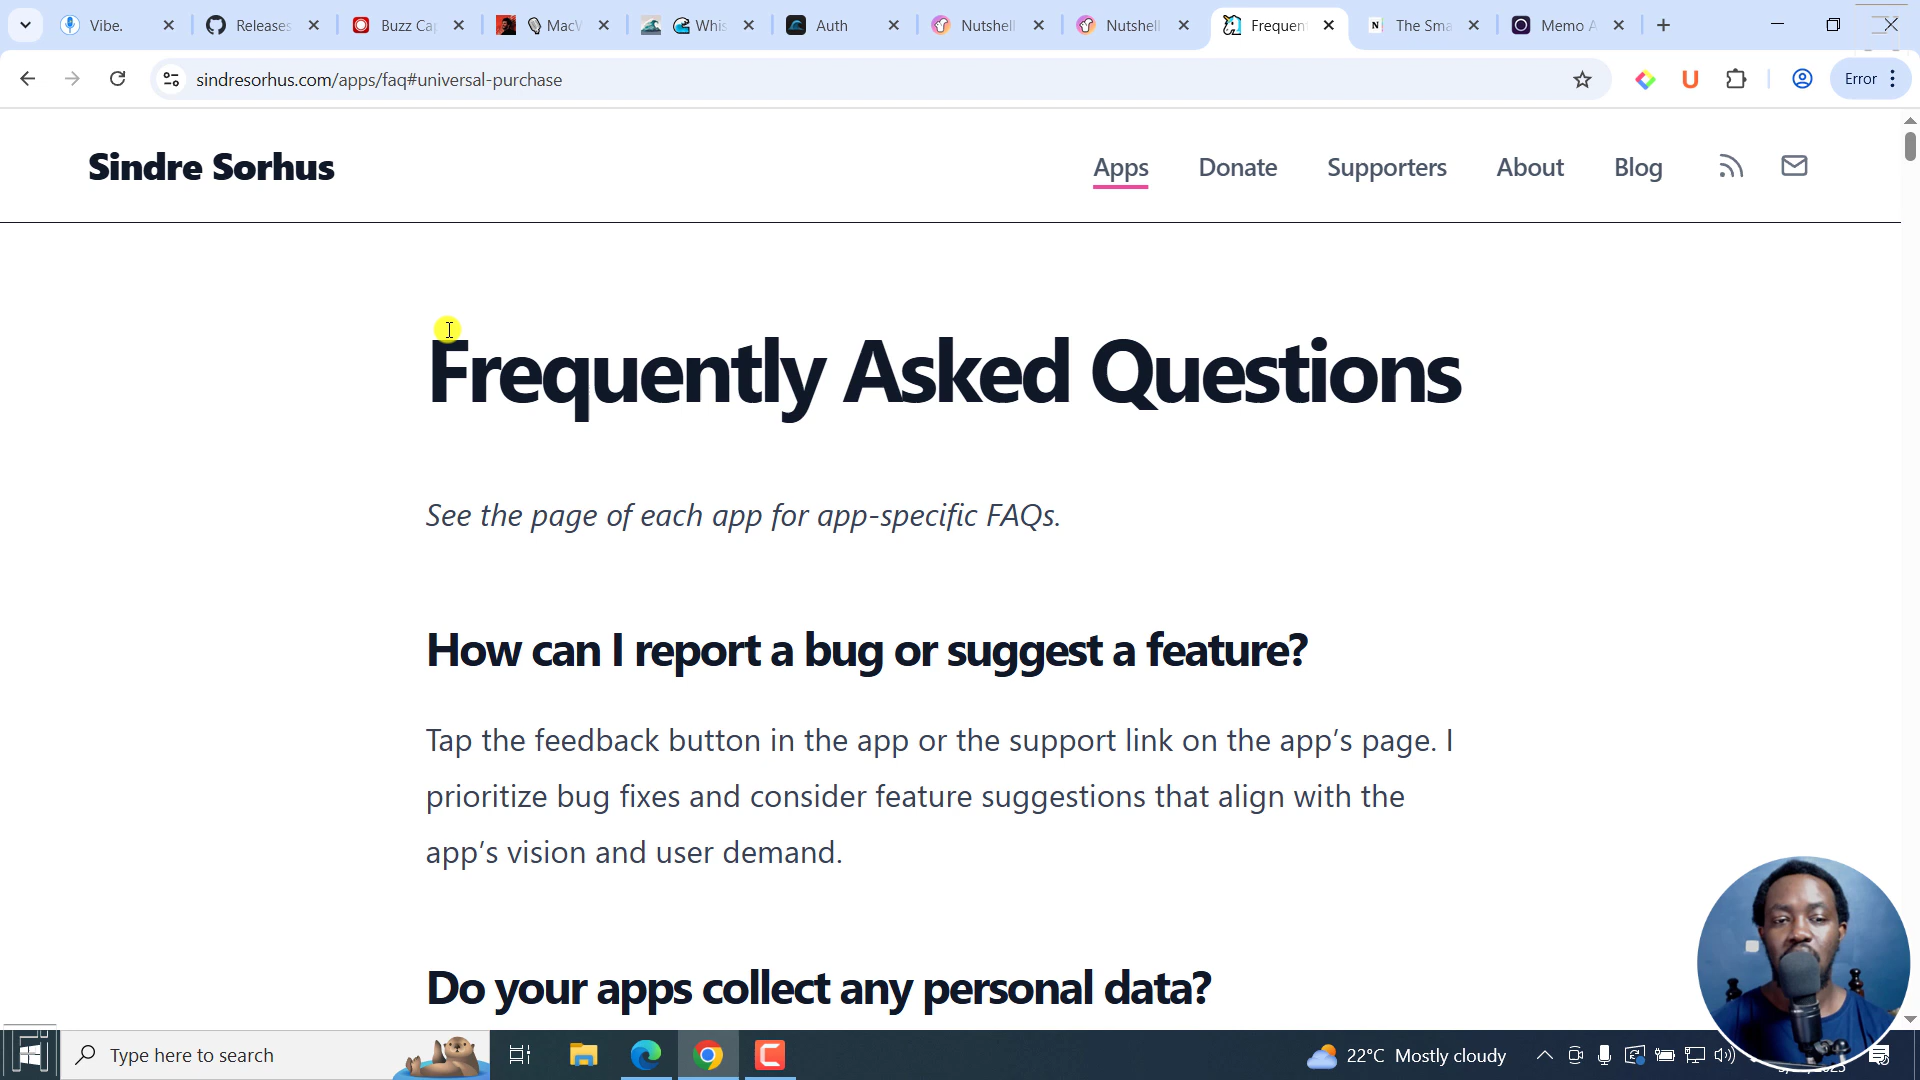 Vibe.
Releases
Buzz Ca
MacV
Whis
Auth
Nutshell
Nutshell
Frequen
The Sma
Memo A
sindresorhus.com/apps/faq#universal-purchase
Error
Sindre Sorhus
Apps
Donate
Supporters
About
Blog
Frequently Asked Questions
See the page of each app for app-specific FAQs.
How can I report a bug or suggest a feature?
Tap the feedback button in the app or the support link on the app’s page. I
prioritize bug fixes and consider feature suggestions that align with the
app’s vision and user demand.
Do your apps collect any personal data?
Type here to search
22°C Mostly cloudy